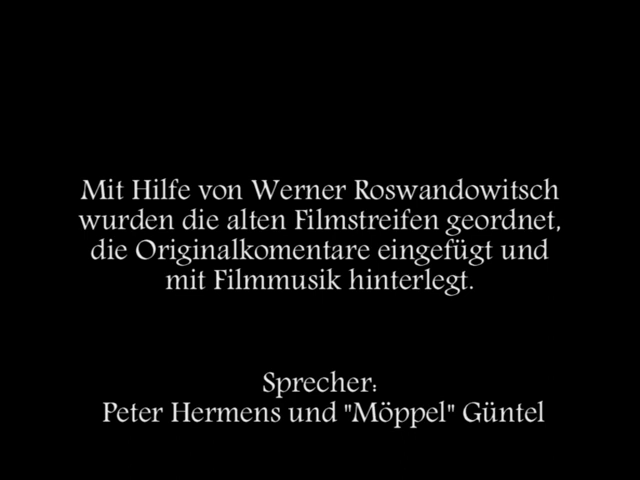 Mit Hilfe von Werner Roswandowitsch
wurden die alten Filmstreifen geordnet,
die Originalkomentare eingefügt und
mit Filmmusik hinterlegt.
Sprecher:
Peter Hermens und "Möppel" Güntel